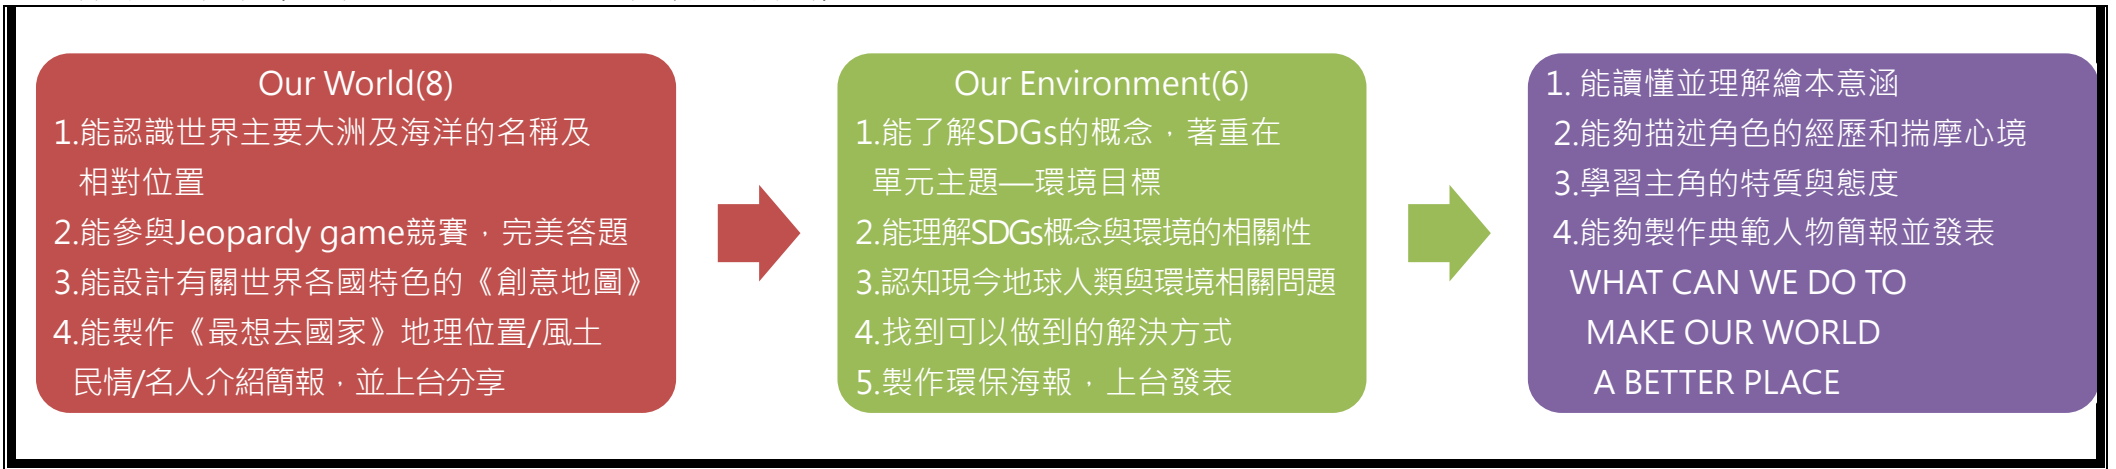 Our World(8)
1.能認識世界主要大洲及海洋的名稱及
相對位置
2.能參與Jeopardy game競賽，完美答題
3.能設計有關世界各國特色的《創意地圖》
4.能製作《最想去國家》地理位置/風土
民情/名人介紹簡報，並上台分享
Our Environment(6)
1.能了解SDGs的概念，著重在
單元主題—環境目標
2.能理解SDGs概念與環境的相關性
3.認知現今地球人類與環境相關問題
4.找到可以做到的解決方式
5.製作環保海報，上台發表
1. 能讀懂並理解繪本意涵
2.能夠描述角色的經歷和揣摩心境
3.學習主角的特質與態度
4.能夠製作典範人物簡報並發表
WHAT CAN WE DO TO
MAKE OUR WORLD
A BETTER PLACE